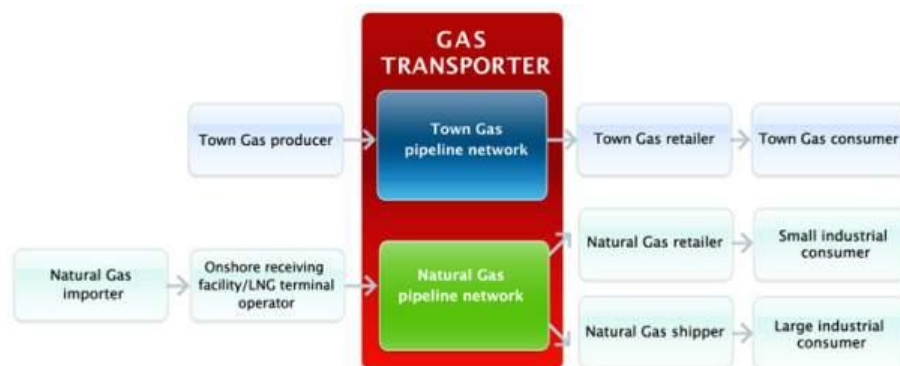 GAS
TRANSPORTER
Town Gas producer
Town Gas
pipeline network
Town Gas retailer
Town Gas consumer
Natural Gas
importer
Onshore receiving
facility/LNG terminal
operator
Natural Gas
pipeline network
Natural Gas retailer
Small industrial
consumer
Natural Gas shipper
Large industrial
consumer